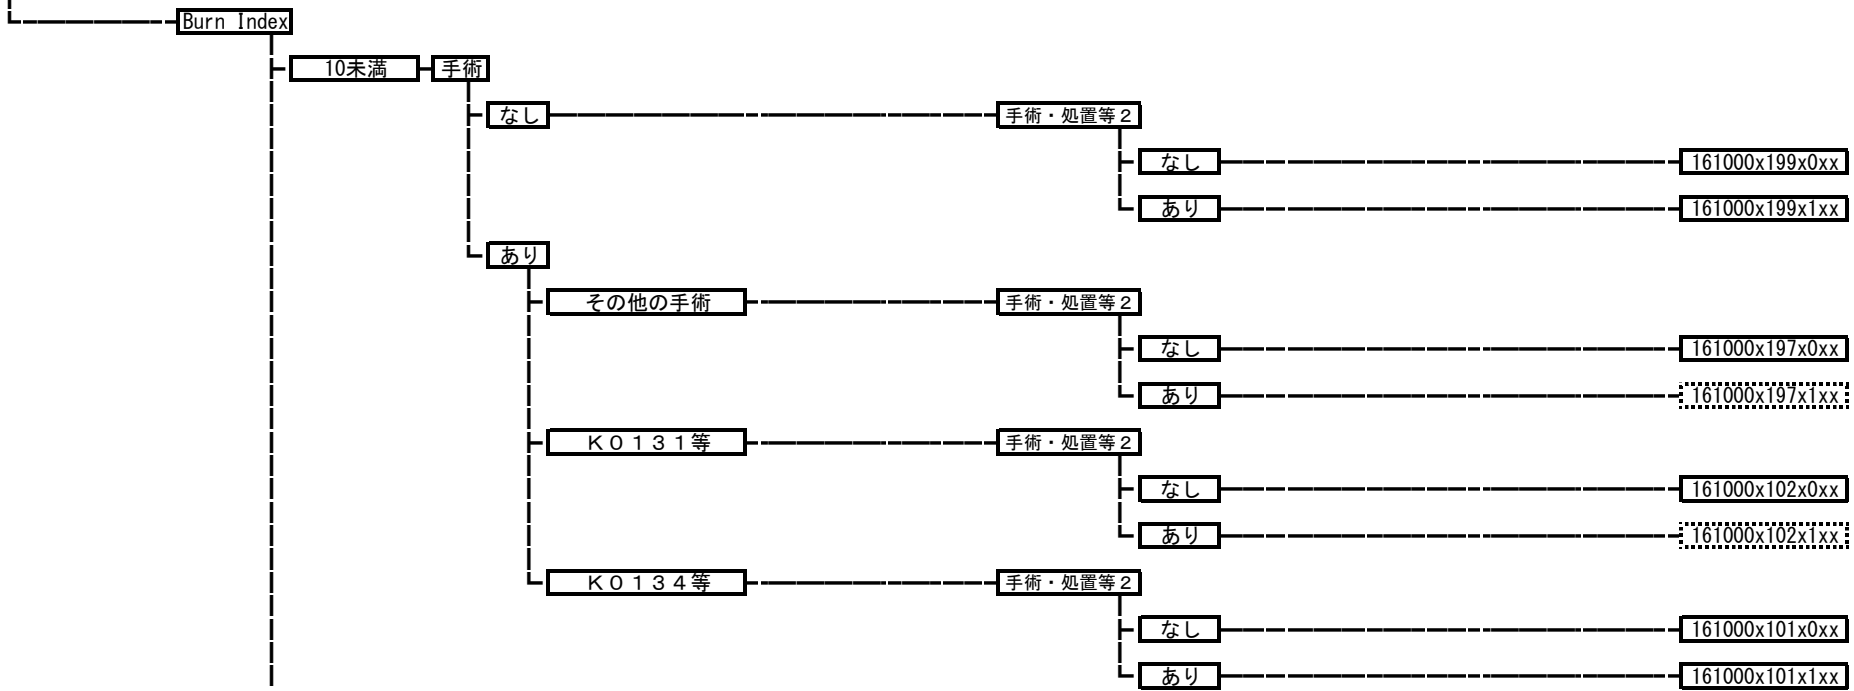 Burn Index
10未満 手術
なし 手術・処置等２
なし 161000x199x0xx
あり 161000x199x1xx
あり
その他の手術 手術・処置等２
なし 161000x197x0xx
あり 161000x197x1xx
Ｋ０１３１等 手術・処置等２
なし 161000x102x0xx
あり 161000x102x1xx
Ｋ０１３４等 手術・処置等２
なし 161000x101x0xx
あり 161000x101x1xx